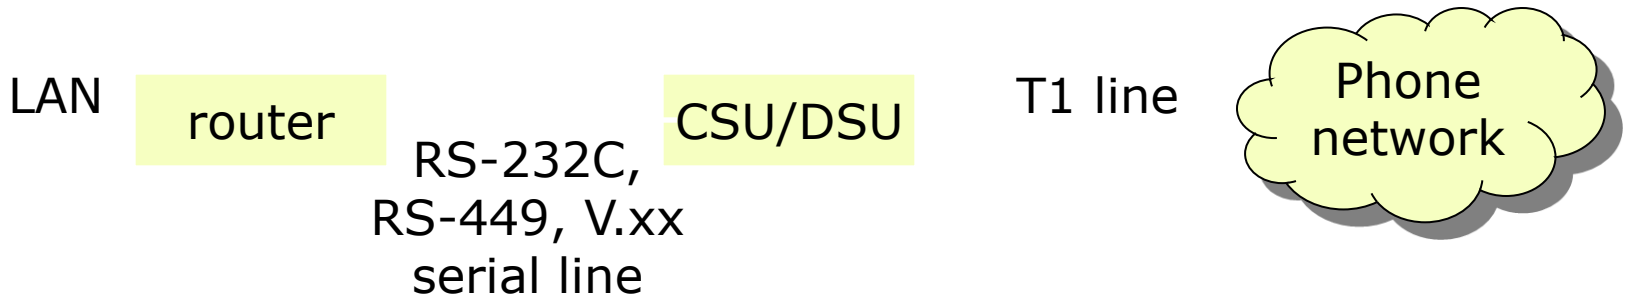 LAN
router
RS-232C,
RS-449, V.xx
serial line
CSU/DSU
T1 line
Phone
network